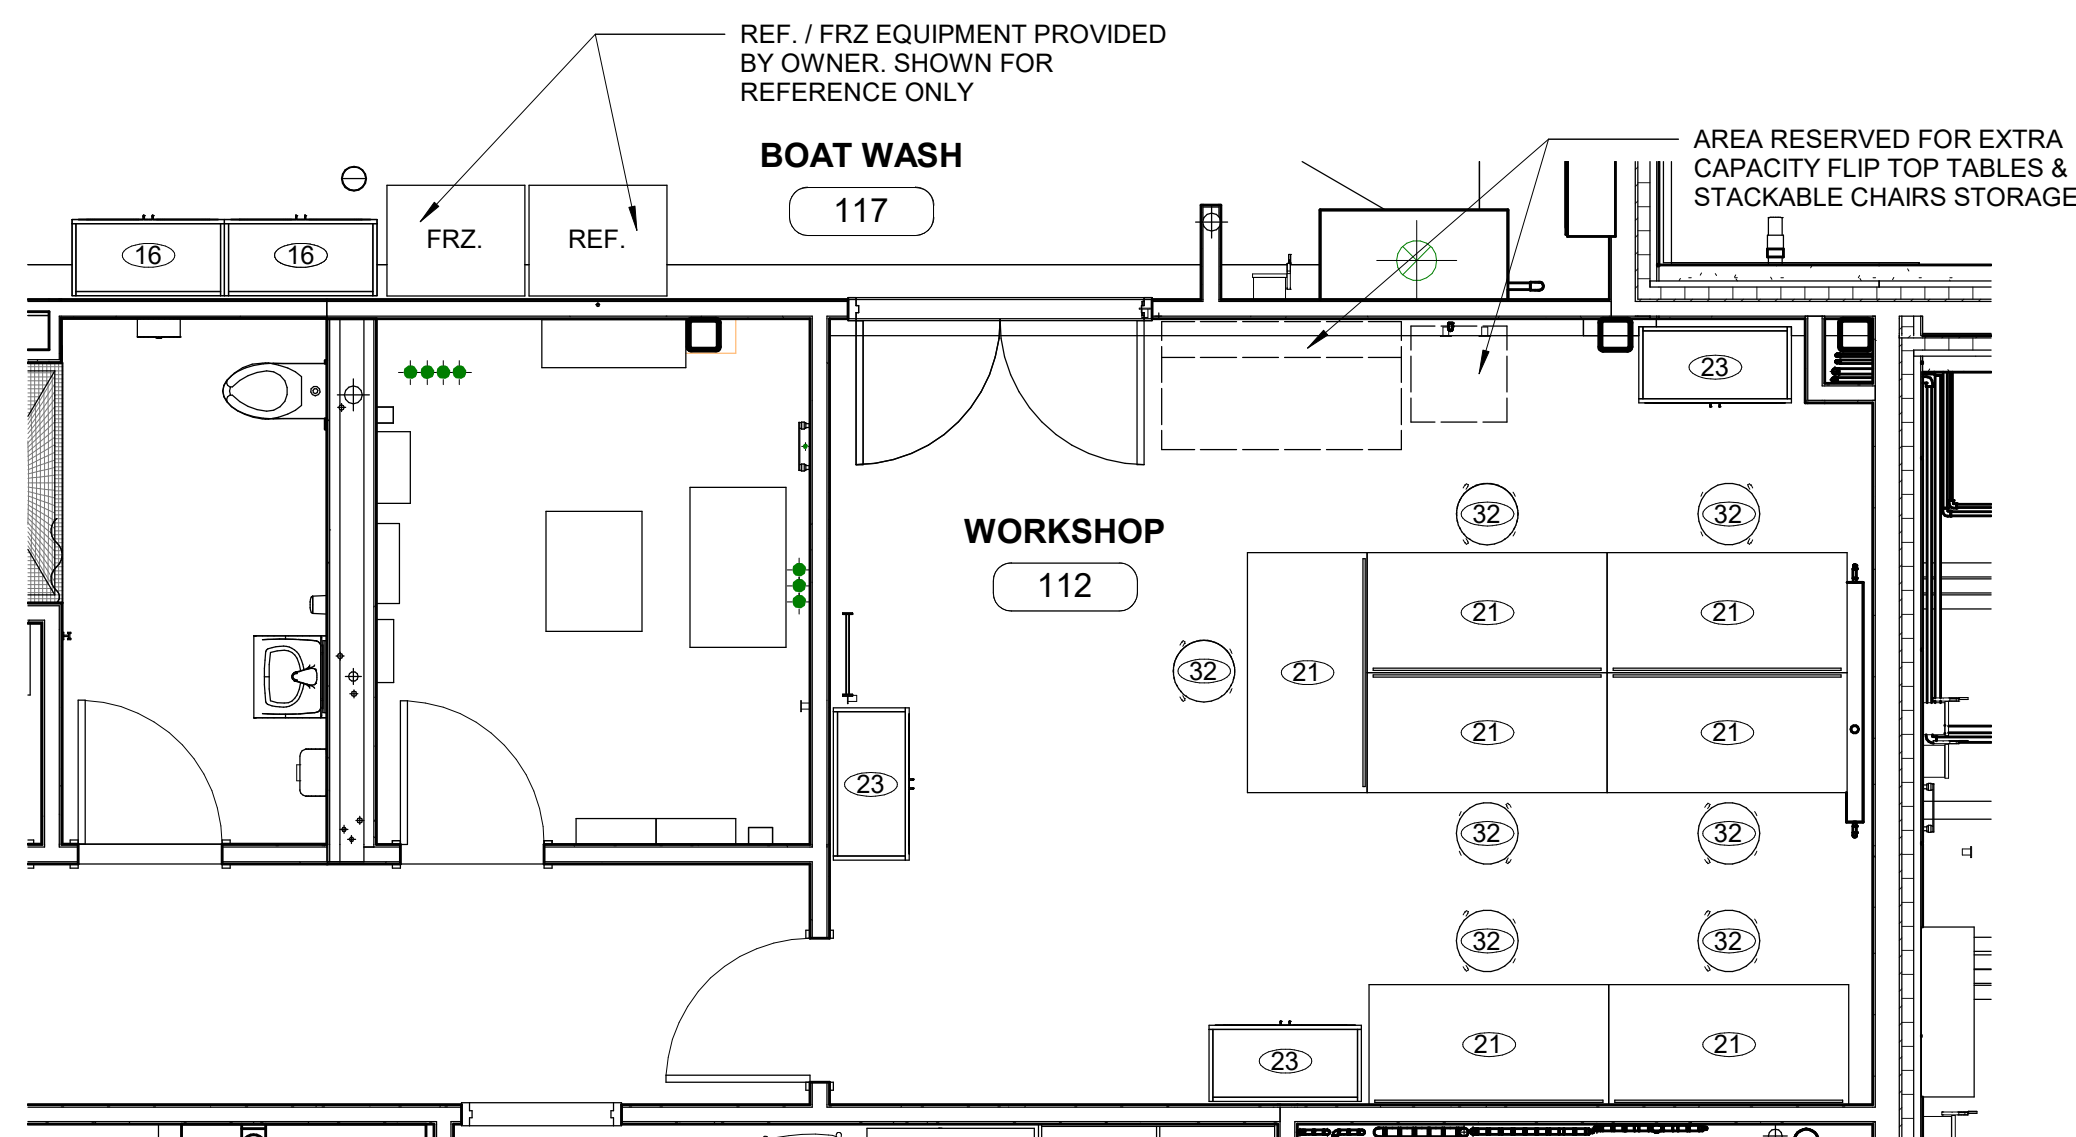 REF. / FRZ EQUIPMENT PROVIDED
BY OWNER. SHOWN FOR
REFERENCE ONLY
BOAT WASH
117
AREA RESERVED FOR EXTRA
CAPACITY FLIP TOP TABLES &
STACKABLE CHAIRS STORAGE
16
16
FRZ.
REF.
23
WORKSHOP
112
32
32
21
21
32
21
21
21
23
32
32
32
32
23
21
21